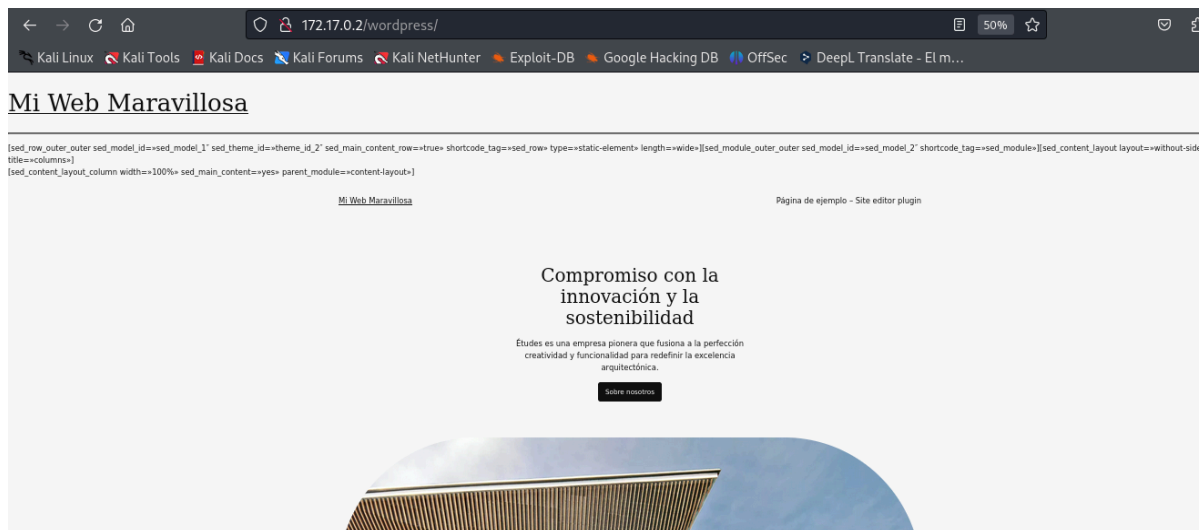 172.17.0.2/wordpress/
50%
Kali Linux Kali Tools Kali Docs Kali Forums Kali NetHunter Exploit-DB Google Hacking DB OffSec DeepL Translate - El m…
Mi Web Maravillosa
[sed_row_outer_outer sed_model_id=»sed_model_1″ sed_theme_id=»theme_id_2″ sed_main_content_row=»true» shortcode_tag=»sed_row» type=»static-element» length=»wide»][sed_module_outer_outer sed_model_id=»sed_model_2″ shortcode_tag=»sed_module»][sed_content_layout layout=»without-side
title=»columns»]
[sed_content_layout_column width=»100%» sed_main_content=»yes» parent_module=»content-layout»]
Mi Web Maravillosa Página de ejemplo – Site editor plugin
Compromiso con la
innovación y la
sostenibilidad
Études es una empresa pionera que fusiona a la perfección
creatividad y funcionalidad para redefinir la excelencia
arquitectónica.
Sobre nosotros